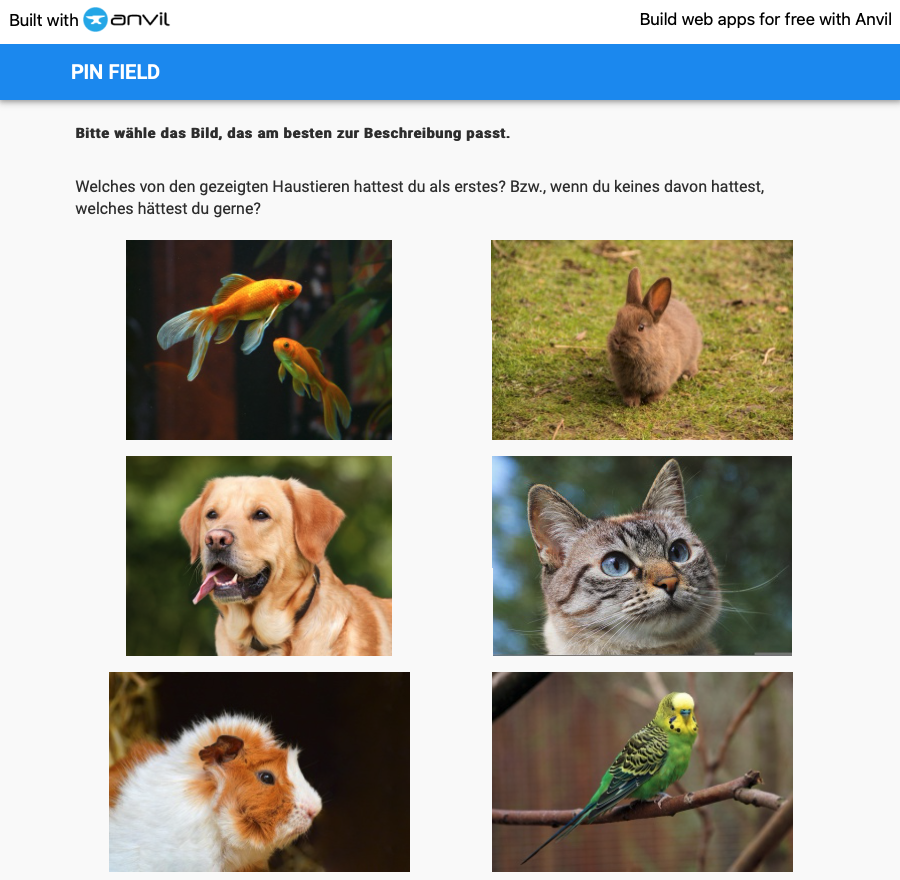 Built with anvil
Build web apps for free with Anvil
PIN FIELD
Bitte wähle das Bild, das am besten zur Beschreibung passt.
Welches von den gezeigten Haustieren hattest du als erstes? Bzw., wenn du keines davon hattest,
welches hättest du gerne?